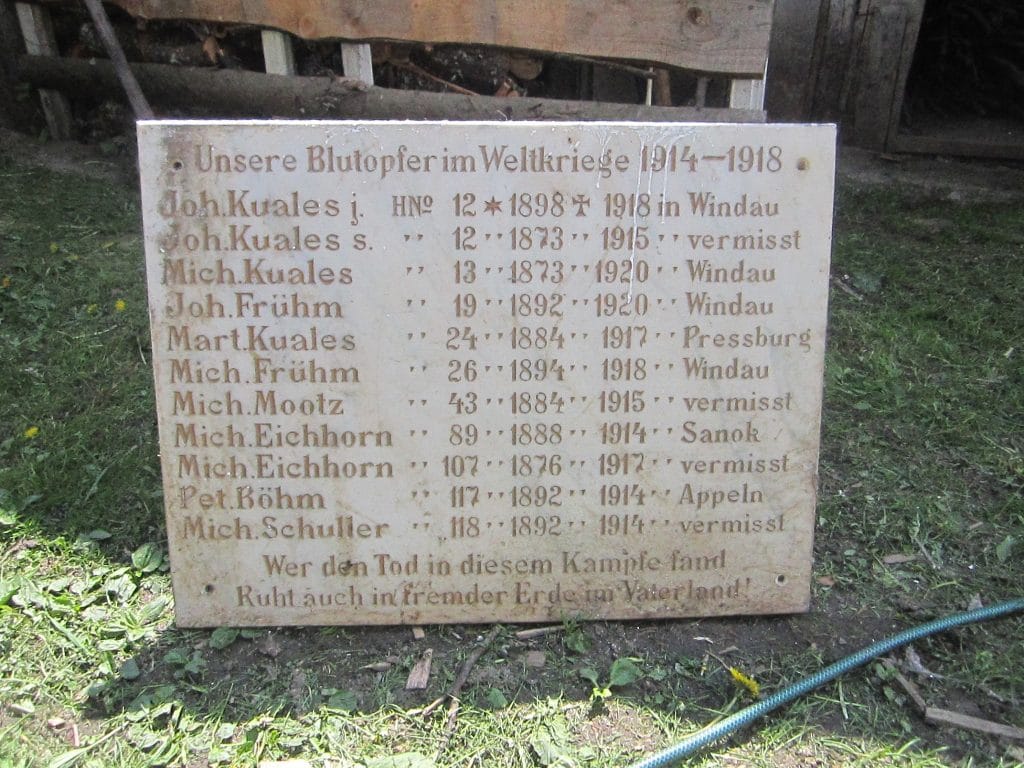 Unsere Blutopfer im Weltkriege 1914–1918
Joh. Kuales j. HNo 12 * 1898 ✝ 1918 in Windau
Joh. Kuales s. '' 12 '' 1873 '' 1915 '' vermisst
Mich. Kuales '' 13 '' 1873 '' 1920 '' Windau
Joh. Frühm '' 19 '' 1892 '' 1920 '' Windau
Mart. Kuales '' 24 '' 1884 '' 1917 '' Pressburg
Mich. Frühm '' 26 '' 1894 '' 1918 '' Windau
Mich. Mootz '' 43 '' 1884 '' 1915 '' vermisst
Mich. Eichhorn '' 89 '' 1888 '' 1914 '' Sanok
Mich. Eichhorn '' 107 '' 1876 '' 1917 '' vermisst
Pet. Böhm '' 117 '' 1892 '' 1914 '' Appeln
Mich. Schuller '' 118 '' 1892 '' 1914 '' vermisst
Wer den Tod in diesem Kampfe fand
Ruht auch in fremder Erde im Vaterland!